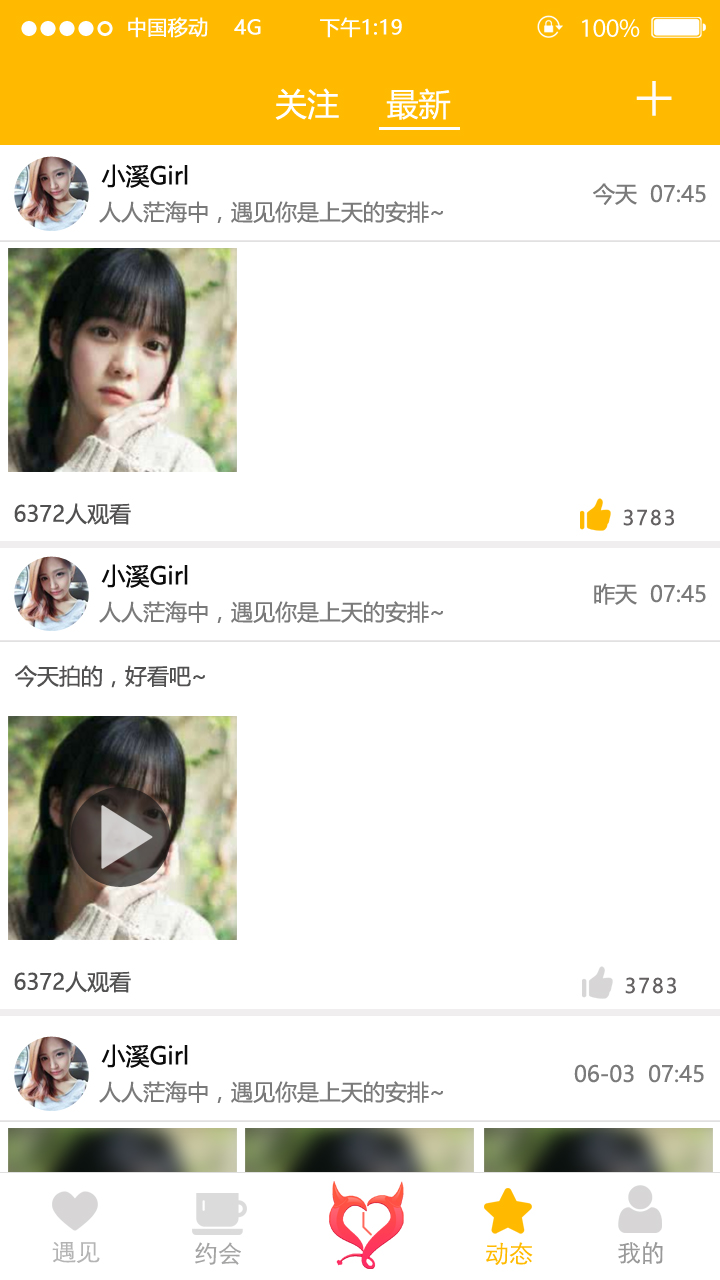 中国移动 4G 下午1:19 100%
关注 最新
小溪Girl
人人茫海中，遇见你是上天的安排~
今天 07:45
6372人观看 3783
小溪Girl
人人茫海中，遇见你是上天的安排~
昨天 07:45
今天拍的，好看吧~
6372人观看 3783
小溪Girl
人人茫海中，遇见你是上天的安排~
06-03 07:45
遇见 约会 动态 我的